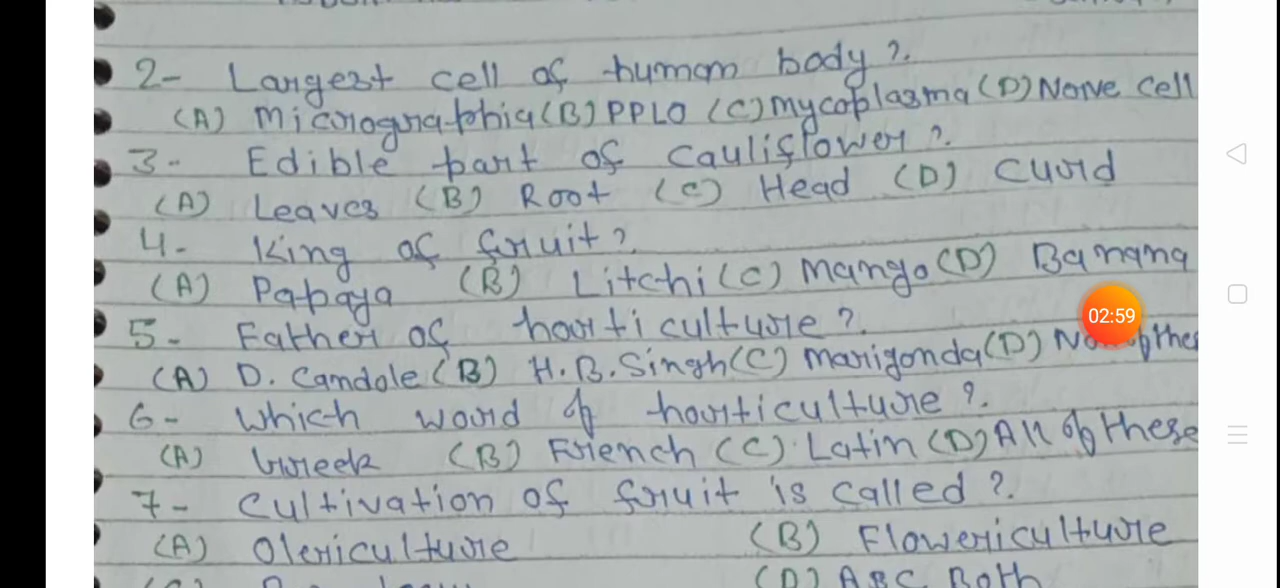 2- Largest cell of human body ?.
(A) Micrographia (B) PPLO (C) Mycoplasma (D) Nerve cell
3- Edible part of cauliflower ?
(A) Leaves (B) Root (C) Head (D) Curd
4- King of fruit ?
(A) Papaya (B) Litchi (C) Mango (D) Banana
5- Father of horticulture ?
02:59
(A) D. Camdole (B) H.B. Singh (C) Marigonda (D)
6- Which word of horticulture ?.
(A) Greek (B) French (C) Latin (D) All of these
7- Cultivation of fruit is called ?.
(A) Olericulture (B) Flowericulture
(D) ABC Both